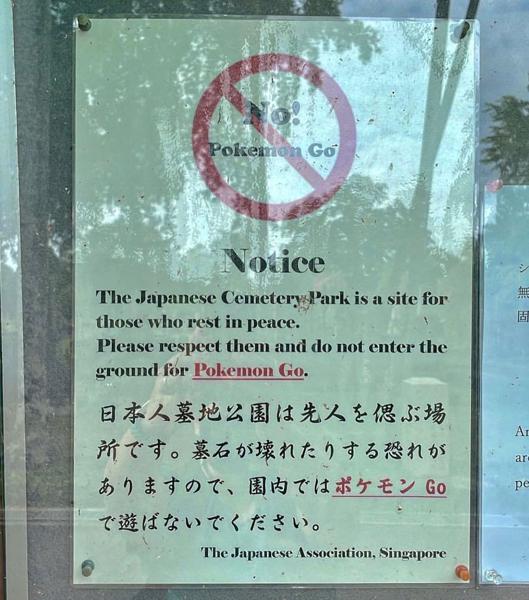 No!
Pokemon Go
Notice
The Japanese Cemetery Park is a site for
those who rest in peace.
Please respect them and do not enter the
ground for Pokemon Go.
日本人墓地公園は先人を偲ぶ場
所です。墓石が壊れたりする恐れが
ありますので、園内ではポケモン Go
で遊ばないでください。
The Japanese Association, Singapore
シ
無
固
an
are
pe